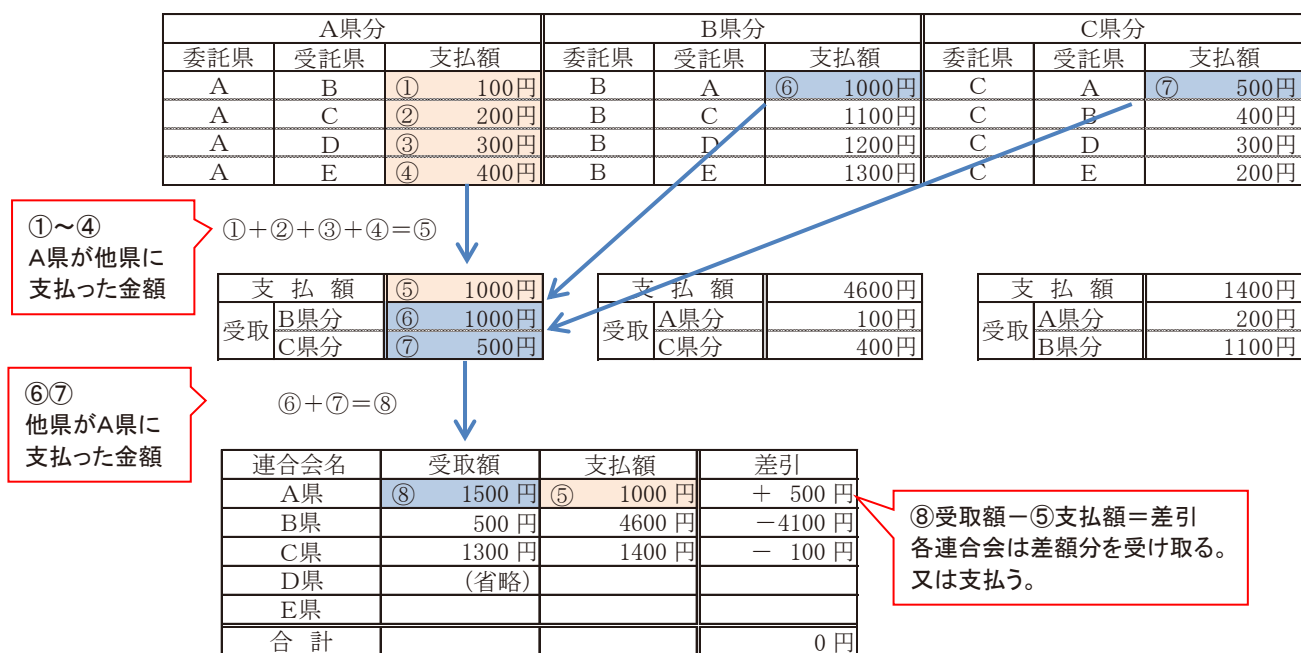 A県分 B県分 C県分
委託県 受託県 支払額 委託県 受託県 支払額 委託県 受託県 支払額
A B ① 100円 B A ⑥ 1000円 C A ⑦ 500円
A C ② 200円 B C 1100円 C B 400円
A D ③ 300円 B D 1200円 C D 300円
A E ④ 400円 B E 1300円 C E 200円
①～④
A県が他県に
支払った金額
①+②+③+④=⑤
支 払 額 ⑤ 1000円 支 払 額 4600円 支 払 額 1400円
受取 B県分 ⑥ 1000円 受取 A県分 100円 受取 A県分 200円
C県分 ⑦ 500円 C県分 400円 B県分 1100円
⑥⑦
他県がA県に
支払った金額
⑥+⑦=⑧
連合会名 受取額 支払額 差引
A県 ⑧ 1500 円 ⑤ 1000 円 + 500 円
B県 500 円 4600 円 －4100 円
C県 1300 円 1400 円 － 100 円
D県 (省略)
E県
合 計 0 円
⑧受取額－⑤支払額＝差引
各連合会は差額分を受け取る。
又は支払う。